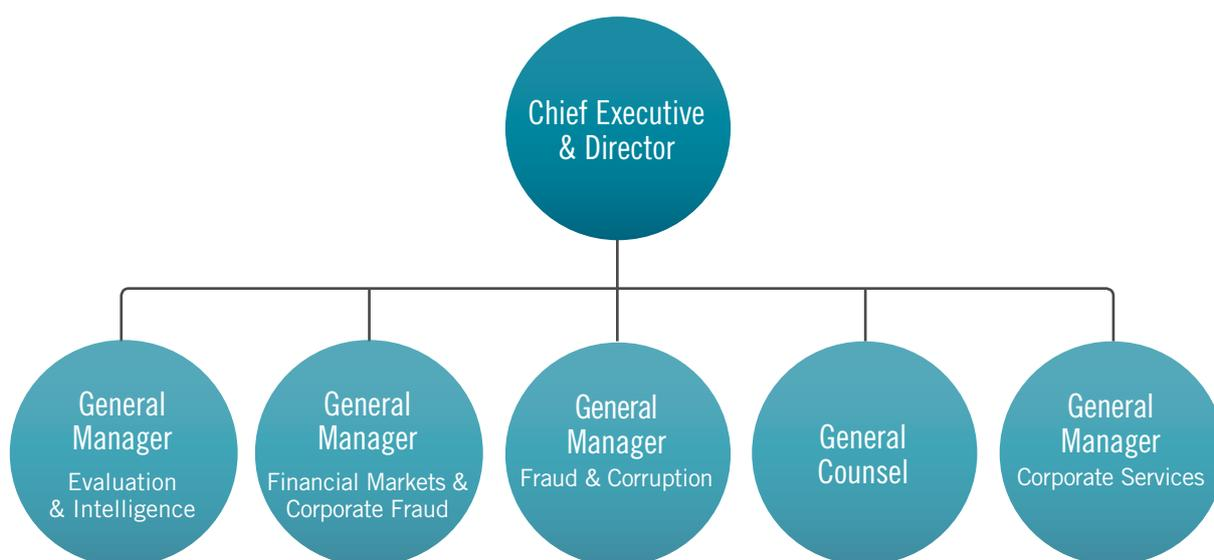 Chief Executive
& Director
General
Manager
Evaluation
& Intelligence
General
Manager
Financial Markets &
Corporate Fraud
General
Manager
Fraud & Corruption
General
Counsel
General
Manager
Corporate Services